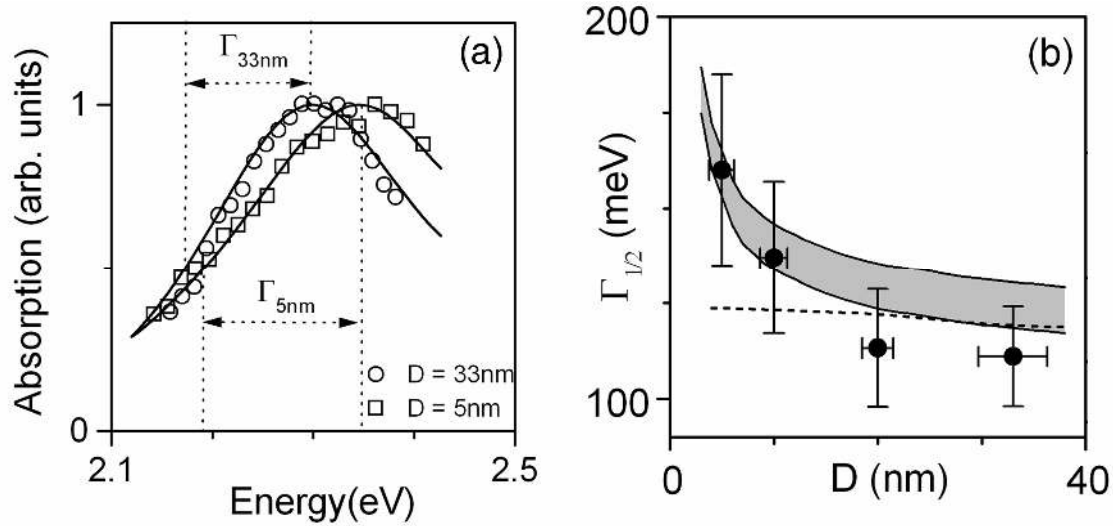 (a)
Γ33nm
Absorption (arb. units)
1
0
Γ5nm
D = 33nm
D = 5nm
2.1
2.5
Energy(eV)
(b)
200
Γ1/2 (meV)
100
0
D (nm)
40